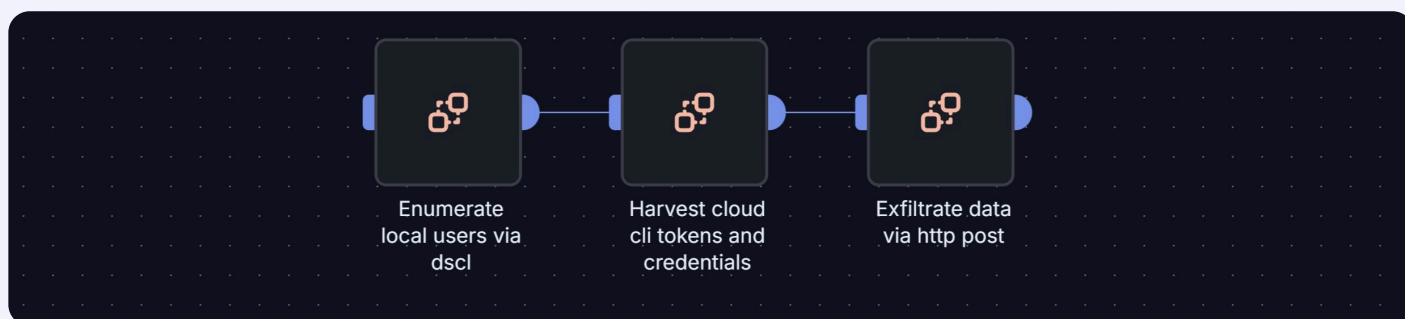 Enumerate
local users via
dscl
Harvest cloud
cli tokens and
credentials
Exfiltrate data
via http post